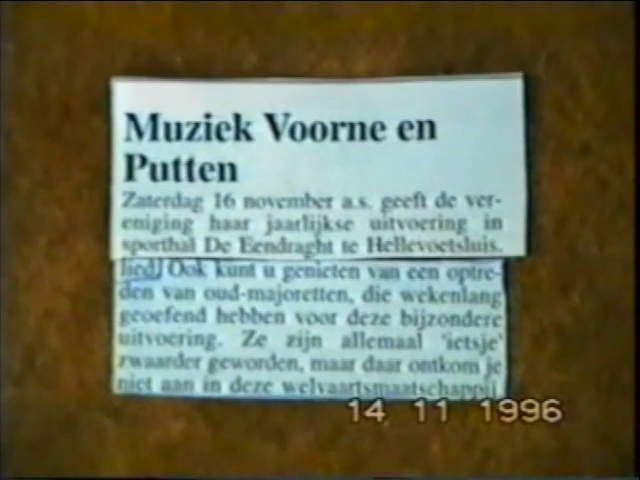 Muziek Voorne en
Putten
Zaterdag 16 november a.s. geeft de ver-
eniging haar jaarlijkse uitvoering in
sporthal De Eendraght te Hellevoetsluis.
lied! Ook kunt u genieten van een optre-
den van oud-majoretten, die wekenlang
geoefend hebben voor deze bijzondere
uitvoering. Ze zijn allemaal 'ietsje'
zwaarder geworden, maar daar ontkom je
niet aan in deze welvaartsmaatschappij.
14 11 1996